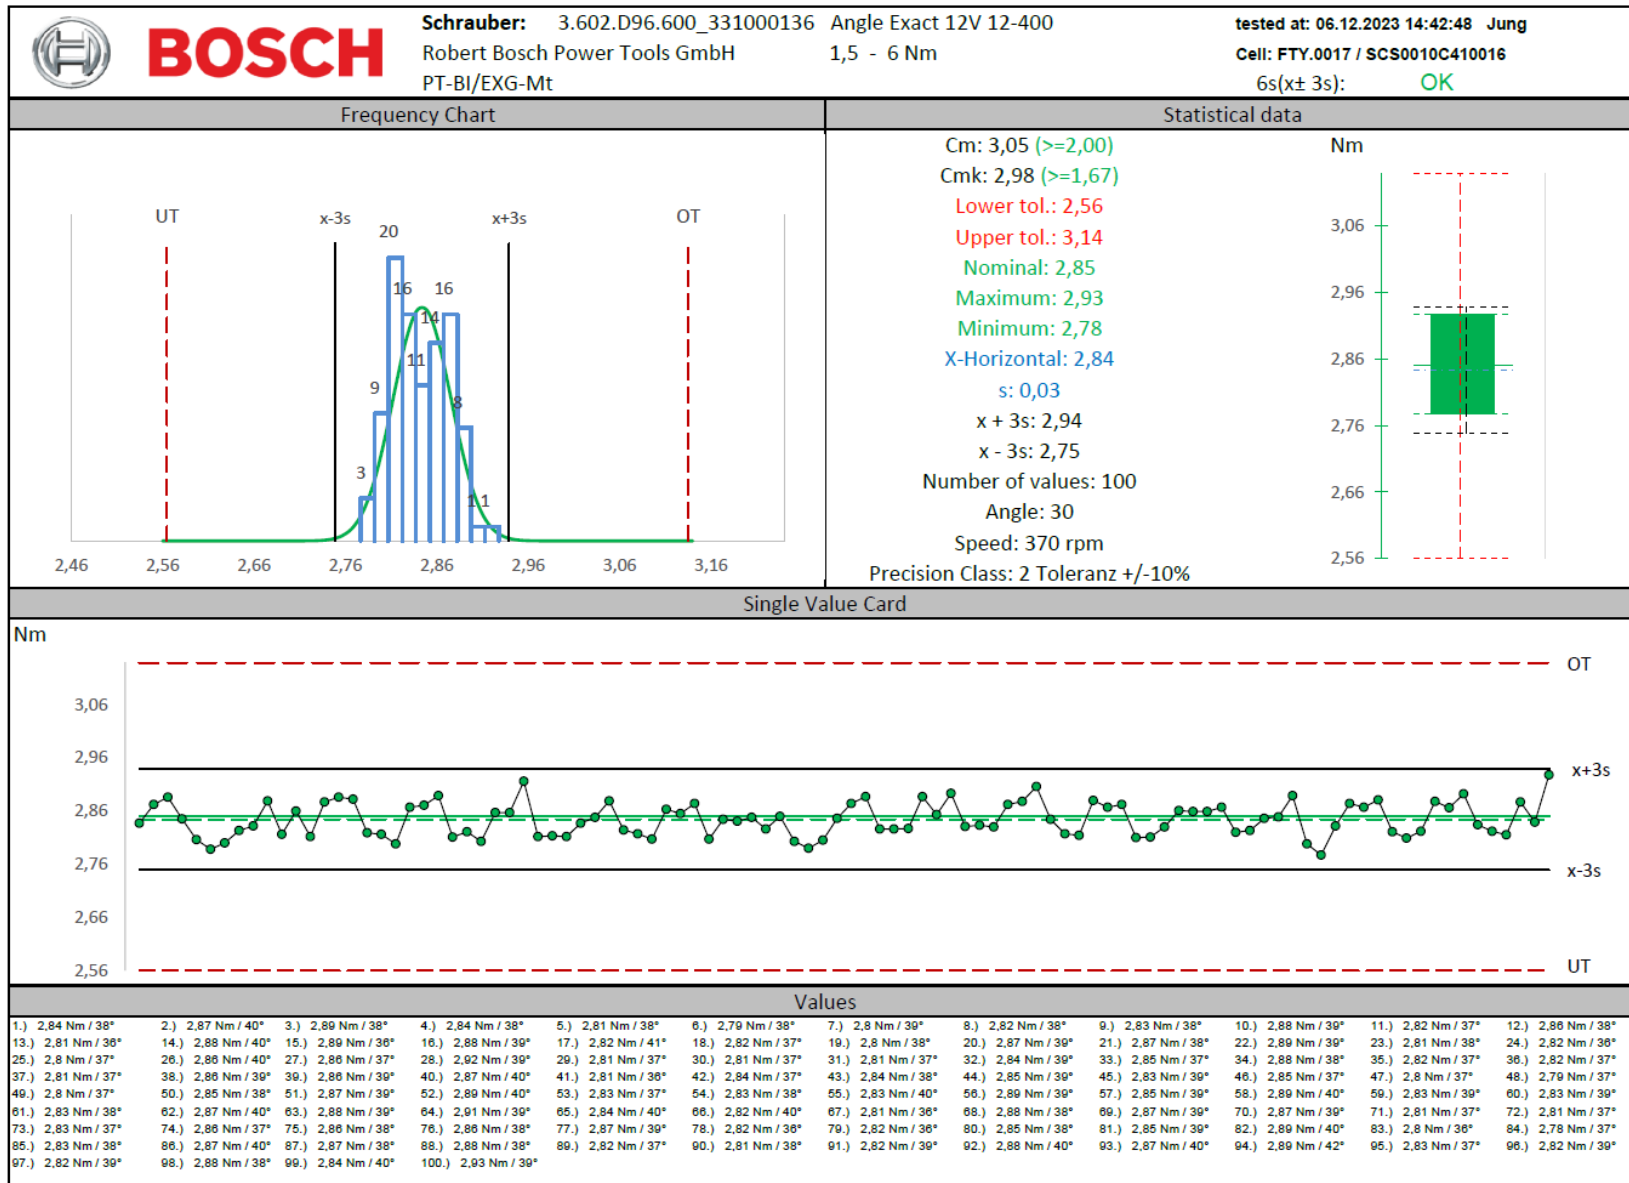 BOSCH
Schrauber: 3.602.D96.600_331000136 Angle Exact 12V 12-400
Robert Bosch Power Tools GmbH 1,5 - 6 Nm
PT-BI/EXG-Mt
tested at: 06.12.2023 14:42:48 Jung
Cell: FTY.0017 / SCS0010C410016
6s(x± 3s): OK
Frequency Chart
UT x-3s x+3s OT
20
16 16
14
11
9
8
3
1 1
2,46 2,56 2,66 2,76 2,86 2,96 3,06 3,16
Statistical data
Cm: 3,05 (>=2,00)
Cmk: 2,98 (>=1,67)
Lower tol.: 2,56
Upper tol.: 3,14
Nominal: 2,85
Maximum: 2,93
Minimum: 2,78
X-Horizontal: 2,84
s: 0,03
x + 3s: 2,94
x - 3s: 2,75
Number of values: 100
Angle: 30
Speed: 370 rpm
Precision Class: 2 Toleranz +/-10%
Nm
3,06
2,96
2,86
2,76
2,66
2,56
Single Value Card
Nm
OT
3,06
2,96
x+3s
2,86
2,76
x-3s
2,66
2,56
UT
Values
1.) 2,84 Nm / 38° 2.) 2,87 Nm / 40° 3.) 2,89 Nm / 38° 4.) 2,84 Nm / 38° 5.) 2,81 Nm / 38° 6.) 2,79 Nm / 38° 7.) 2,8 Nm / 39° 8.) 2,82 Nm / 38° 9.) 2,83 Nm / 38° 10.) 2,88 Nm / 39° 11.) 2,82 Nm / 37° 12.) 2,86 Nm / 38°
13.) 2,81 Nm / 36° 14.) 2,88 Nm / 40° 15.) 2,89 Nm / 36° 16.) 2,88 Nm / 39° 17.) 2,82 Nm / 41° 18.) 2,82 Nm / 37° 19.) 2,8 Nm / 38° 20.) 2,87 Nm / 39° 21.) 2,87 Nm / 38° 22.) 2,89 Nm / 39° 23.) 2,81 Nm / 38° 24.) 2,82 Nm / 36°
25.) 2,8 Nm / 37° 26.) 2,86 Nm / 40° 27.) 2,86 Nm / 37° 28.) 2,92 Nm / 39° 29.) 2,81 Nm / 37° 30.) 2,81 Nm / 37° 31.) 2,81 Nm / 37° 32.) 2,84 Nm / 39° 33.) 2,85 Nm / 37° 34.) 2,88 Nm / 38° 35.) 2,82 Nm / 37° 36.) 2,82 Nm / 37°
37.) 2,81 Nm / 37° 38.) 2,86 Nm / 39° 39.) 2,86 Nm / 39° 40.) 2,87 Nm / 40° 41.) 2,81 Nm / 36° 42.) 2,84 Nm / 37° 43.) 2,84 Nm / 38° 44.) 2,85 Nm / 39° 45.) 2,83 Nm / 39° 46.) 2,85 Nm / 37° 47.) 2,8 Nm / 37° 48.) 2,79 Nm / 37°
49.) 2,8 Nm / 37° 50.) 2,85 Nm / 38° 51.) 2,87 Nm / 39° 52.) 2,89 Nm / 40° 53.) 2,83 Nm / 37° 54.) 2,83 Nm / 38° 55.) 2,83 Nm / 40° 56.) 2,89 Nm / 39° 57.) 2,85 Nm / 39° 58.) 2,89 Nm / 40° 59.) 2,83 Nm / 39° 60.) 2,83 Nm / 39°
61.) 2,83 Nm / 38° 62.) 2,87 Nm / 40° 63.) 2,88 Nm / 39° 64.) 2,91 Nm / 39° 65.) 2,84 Nm / 40° 66.) 2,82 Nm / 40° 67.) 2,81 Nm / 36° 68.) 2,88 Nm / 38° 69.) 2,87 Nm / 39° 70.) 2,87 Nm / 39° 71.) 2,81 Nm / 37° 72.) 2,81 Nm / 37°
73.) 2,83 Nm / 37° 74.) 2,86 Nm / 37° 75.) 2,86 Nm / 38° 76.) 2,86 Nm / 38° 77.) 2,87 Nm / 39° 78.) 2,82 Nm / 36° 79.) 2,82 Nm / 36° 80.) 2,85 Nm / 38° 81.) 2,85 Nm / 39° 82.) 2,89 Nm / 40° 83.) 2,8 Nm / 36° 84.) 2,78 Nm / 37°
85.) 2,83 Nm / 38° 86.) 2,87 Nm / 40° 87.) 2,87 Nm / 38° 88.) 2,88 Nm / 38° 89.) 2,82 Nm / 37° 90.) 2,81 Nm / 38° 91.) 2,82 Nm / 39° 92.) 2,88 Nm / 40° 93.) 2,87 Nm / 40° 94.) 2,89 Nm / 42° 95.) 2,83 Nm / 37° 96.) 2,82 Nm / 39°
97.) 2,82 Nm / 39° 98.) 2,88 Nm / 38° 99.) 2,84 Nm / 40° 100.) 2,93 Nm / 39°